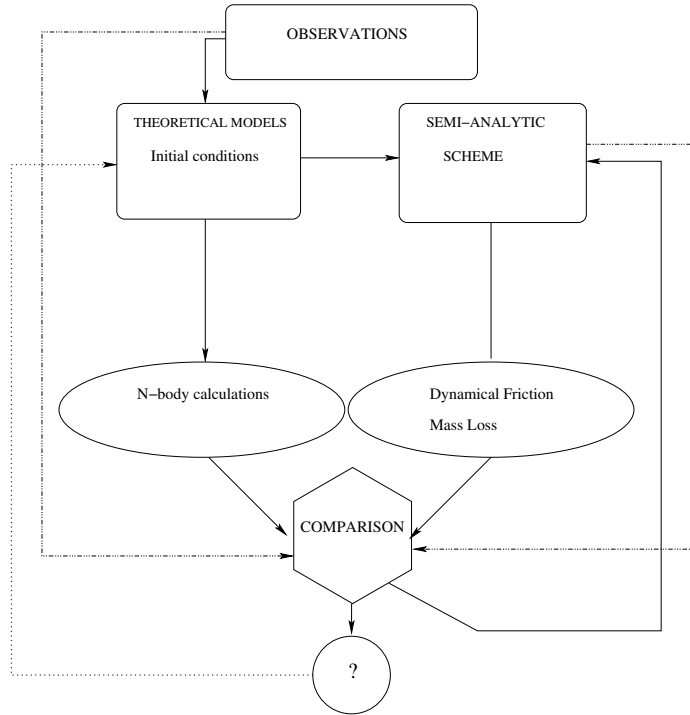 OBSERVATIONS
THEORETICAL MODELS
Initial conditions
SEMI−ANALYTIC
SCHEME
N−body calculations
Dynamical Friction
Mass Loss
COMPARISON
?